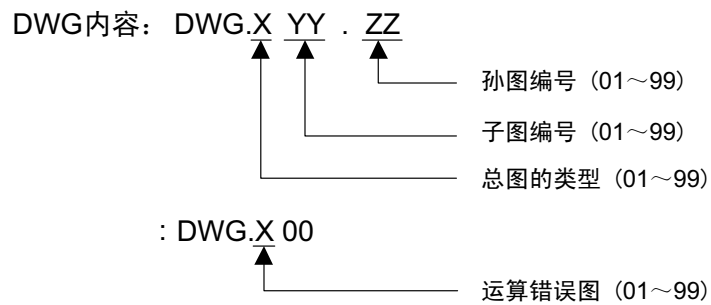 DWG内容： DWG.X YY . ZZ
孙图编号（01～99）
子图编号（01～99）
总图的类型（01～99）
: DWG.X 00
运算错误图（01～99）